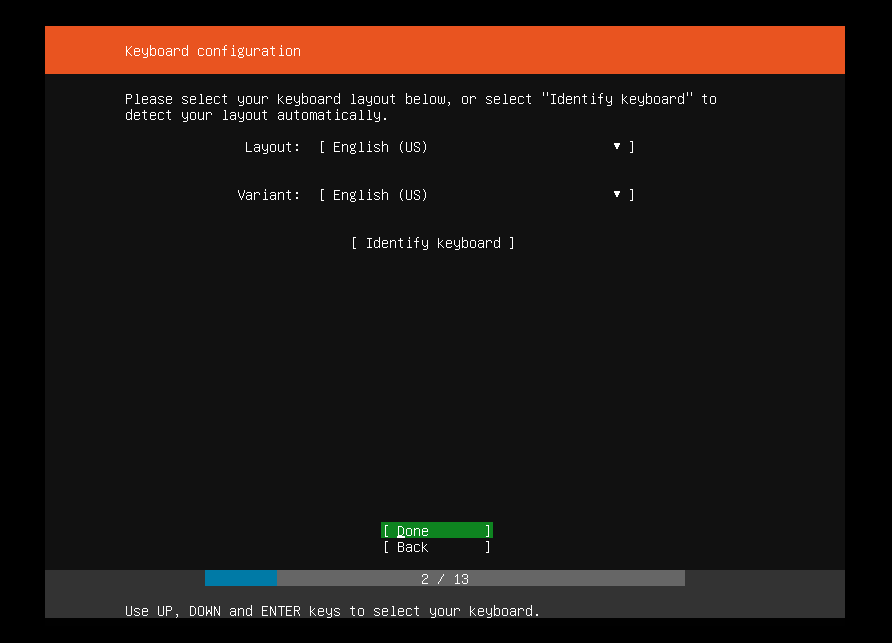 Keyboard configuration
Please select your keyboard layout below, or select "Identify keyboard" to
detect your layout automatically.
Layout: [ English (US) ▾ ]
Variant: [ English (US) ▾ ]
[ Identify keyboard ]
[ Done ]
[ Back ]
2 / 13
Use UP, DOWN and ENTER keys to select your keyboard.